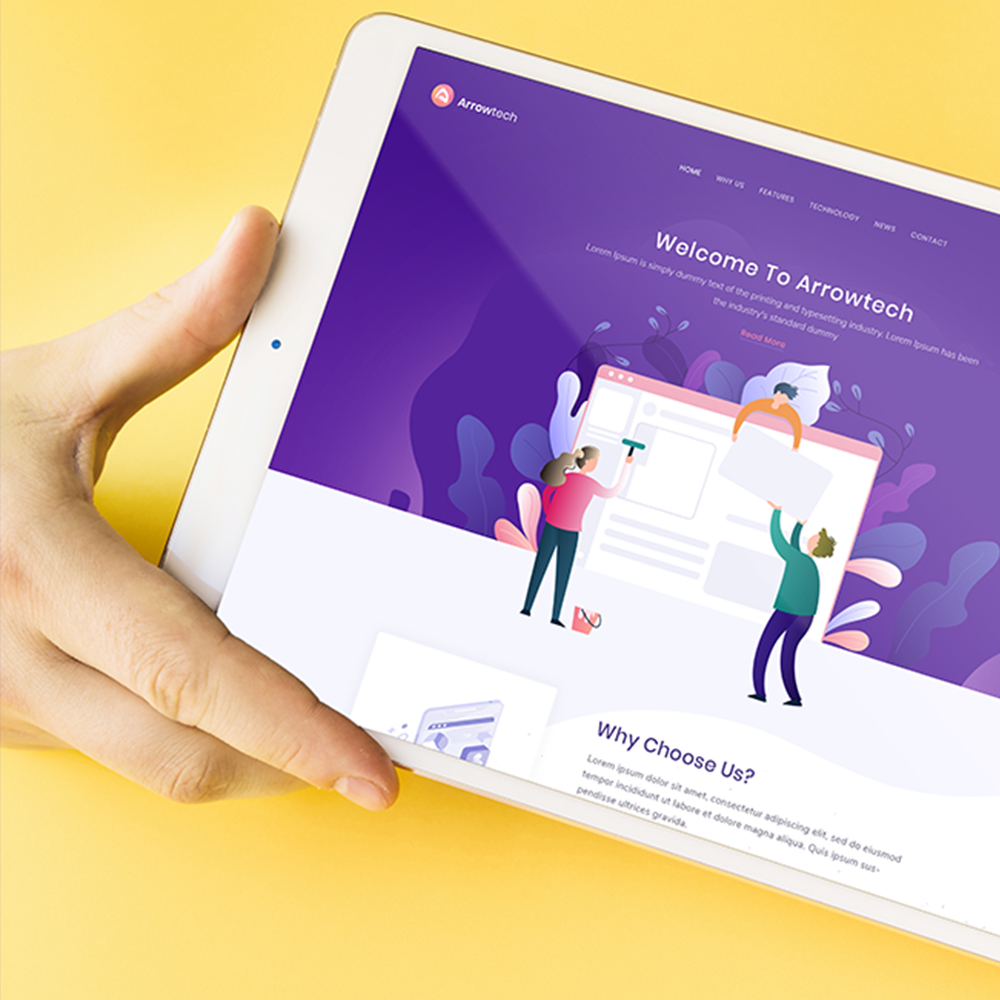 Arrowtech
HOME WHY US FEATURES TECHNOLOGY NEWS CONTACT
Welcome To Arrowtech
Lorem Ipsum is simply dummy text of the printing and typesetting industry. Lorem Ipsum has been
the industry's standard dummy
Read More
Why Choose Us?
Lorem ipsum dolor sit amet, consectetur adipiscing elit, sed do eiusmod
tempor incididunt ut labore et dolore magna aliqua. Quis ipsum sus-
pendisse ultrices gravida.